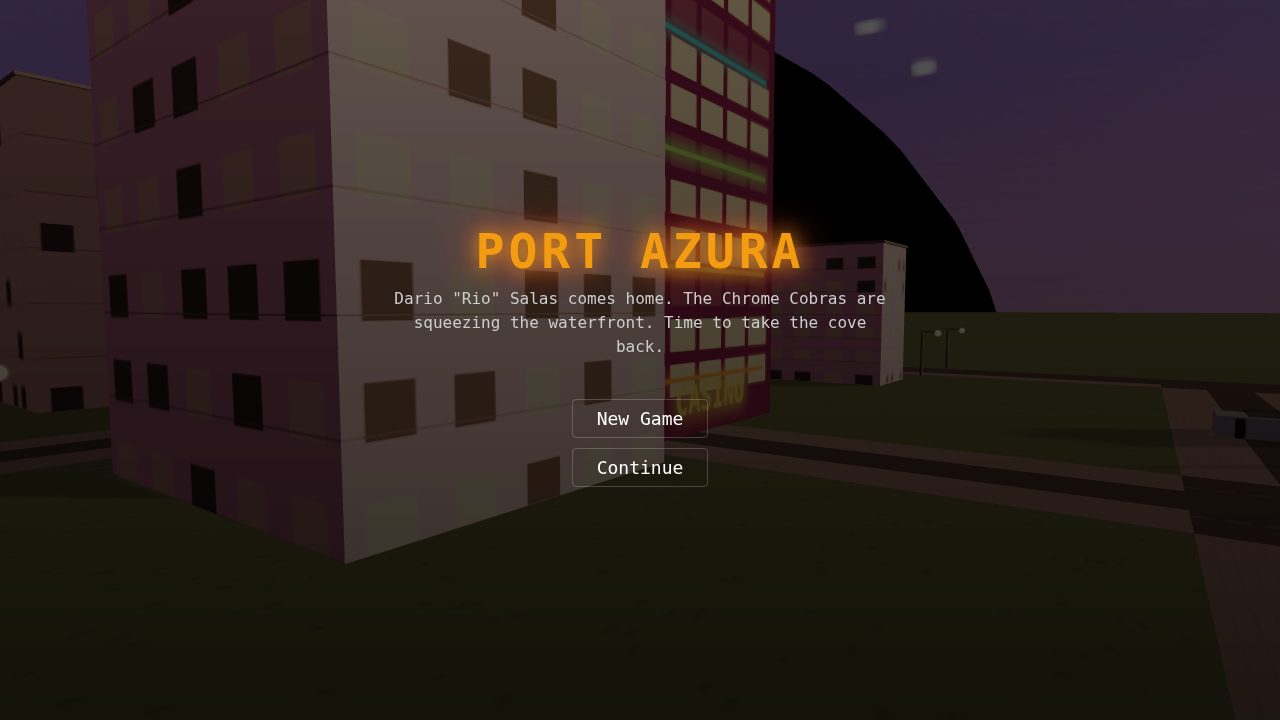 PORT AZURA
Dario "Rio" Salas comes home. The Chrome Cobras are
squeezing the waterfront. Time to take the cove
back.
CASINO
New Game
Continue